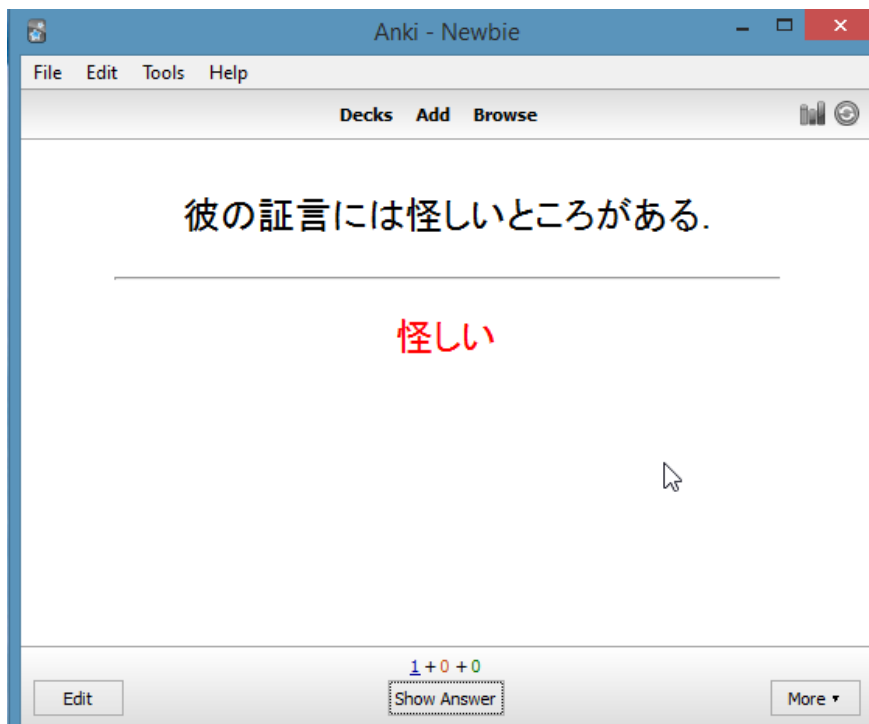 Anki - Newbie
File Edit Tools Help
Decks Add Browse
彼の証言には怪しいところがある.
怪しい
1 + 0 + 0
Edit Show Answer More ▾